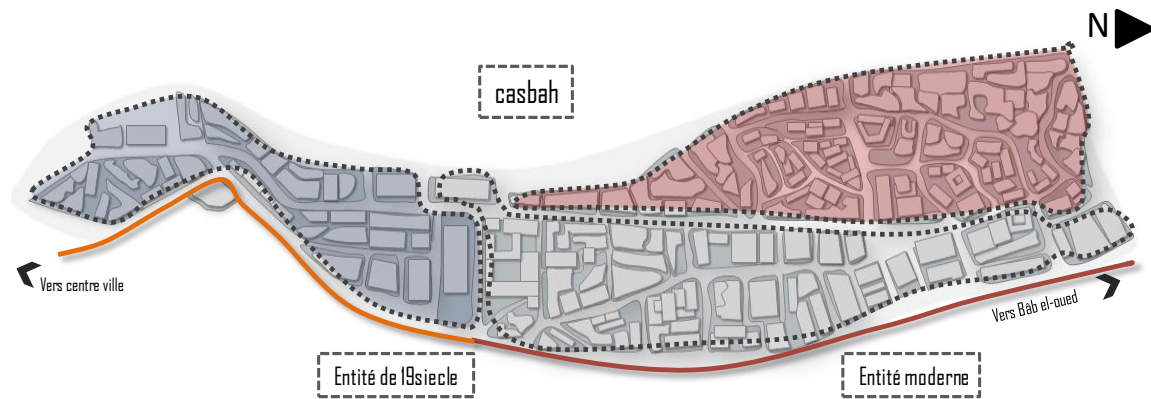 N
casbah
Vers centre ville
Vers Bâb el-oued
Entité de 19siecle
Entité moderne